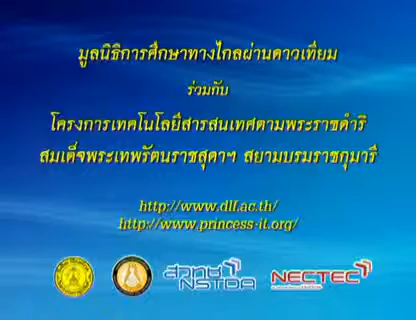 มูลนิธิการศึกษาทางไกลผ่านดาวเทียม
ร่วมกับ
โครงการเทคโนโลยีสารสนเทศตามพระราชดำริ
สมเด็จพระเทพรัตนราชสุดาฯ สยามบรมราชกุมารี
http://www.dlf.ac.th/
http://www.princess-it.org/
สวทช NECTEC
NSTDA